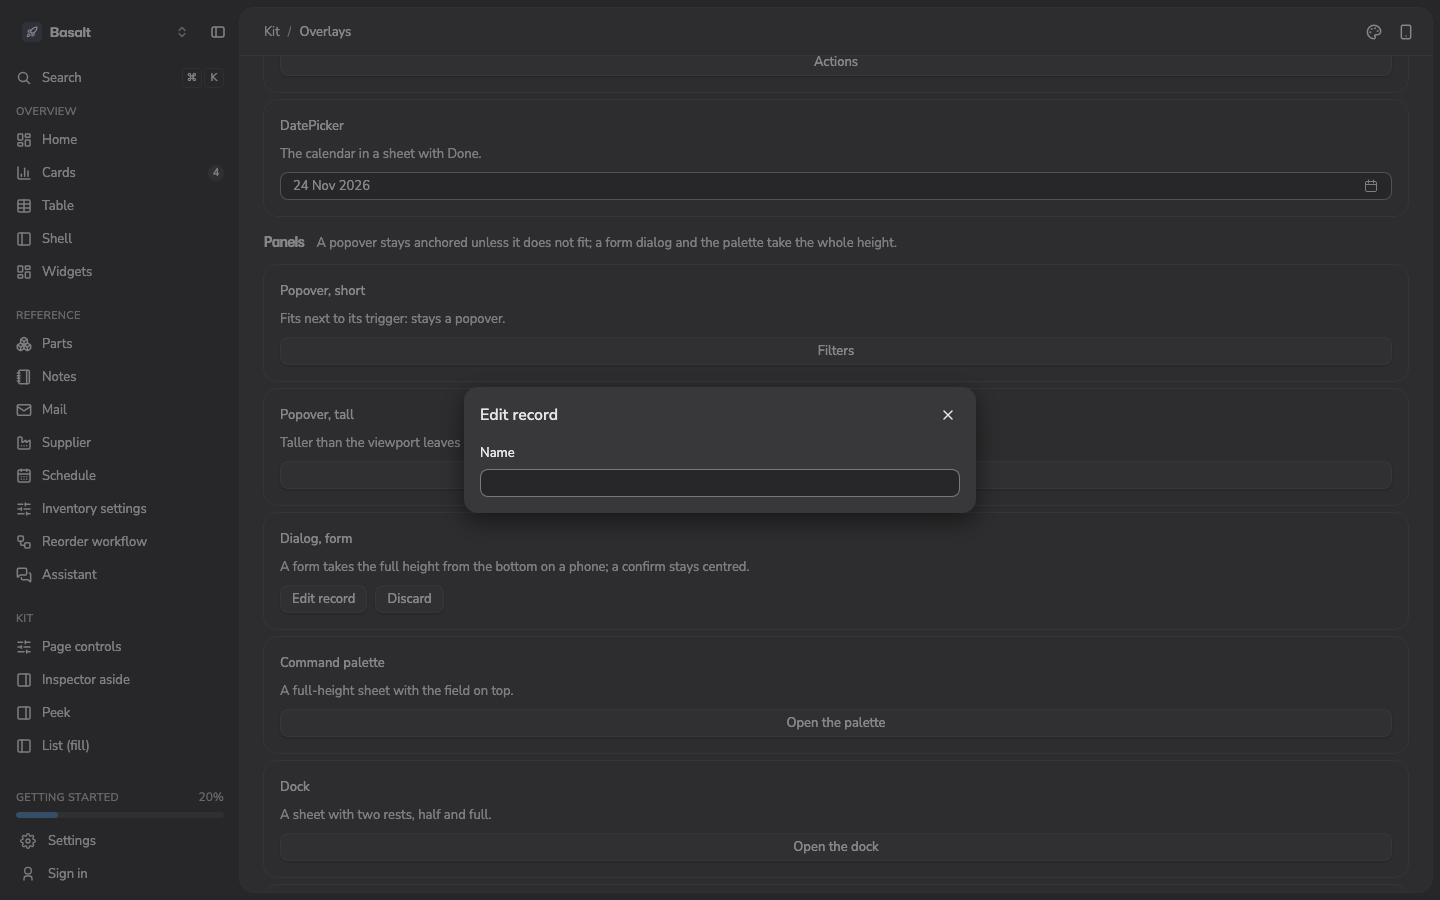 Basalt
Search
⌘ K
OVERVIEW
Home
Cards
4
Table
Shell
Widgets
REFERENCE
Parts
Notes
Mail
Supplier
Schedule
Inventory settings
Reorder workflow
Assistant
KIT
Page controls
Inspector aside
Peek
List (fill)
GETTING STARTED
20%
Settings
Sign in
Kit / Overlays
Actions
DatePicker
The calendar in a sheet with Done.
24 Nov 2026
Panels A popover stays anchored unless it does not fit; a form dialog and the palette take the whole height.
Popover, short
Fits next to its trigger: stays a popover.
Filters
Popover, tall
Taller than the viewport leaves
Edit record
Name
Dialog, form
A form takes the full height from the bottom on a phone; a confirm stays centred.
Edit record
Discard
Command palette
A full-height sheet with the field on top.
Open the palette
Dock
A sheet with two rests, half and full.
Open the dock